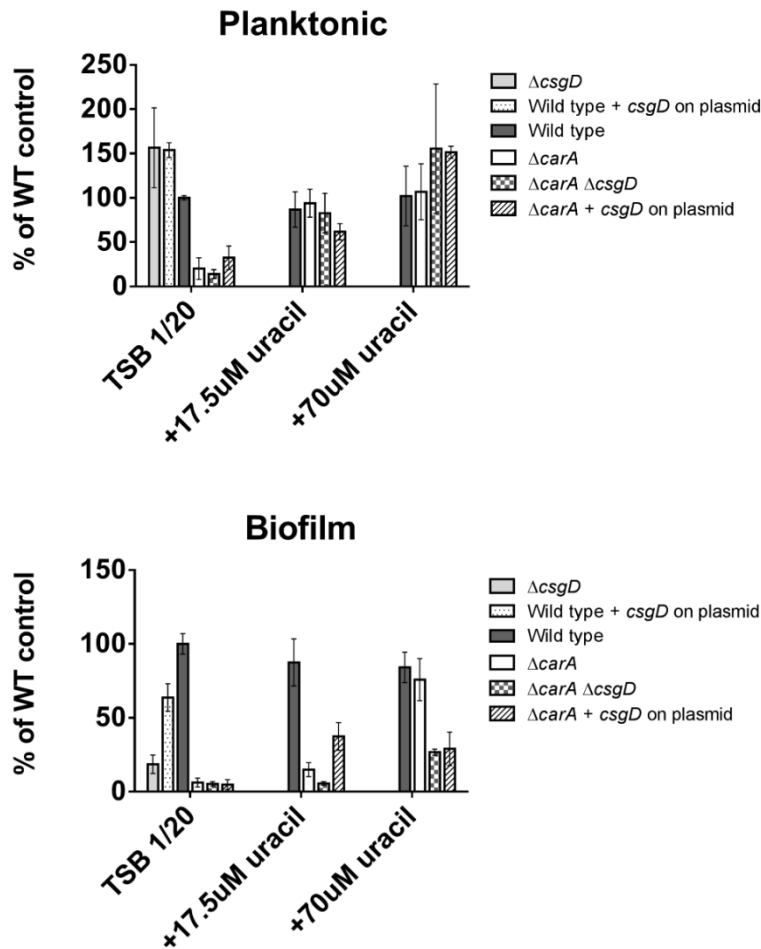 Planktonic
% of WT control
250
200
150
100
50
0
TSB 1/20
+17.5uM uracil
+70uM uracil
ΔcsgD
Wild type + csgD on plasmid
Wild type
ΔcarA
ΔcarA ΔcsgD
ΔcarA + csgD on plasmid
Biofilm
% of WT control
150
100
50
0
TSB 1/20
+17.5uM uracil
+70uM uracil
ΔcsgD
Wild type + csgD on plasmid
Wild type
ΔcarA
ΔcarA ΔcsgD
ΔcarA + csgD on plasmid